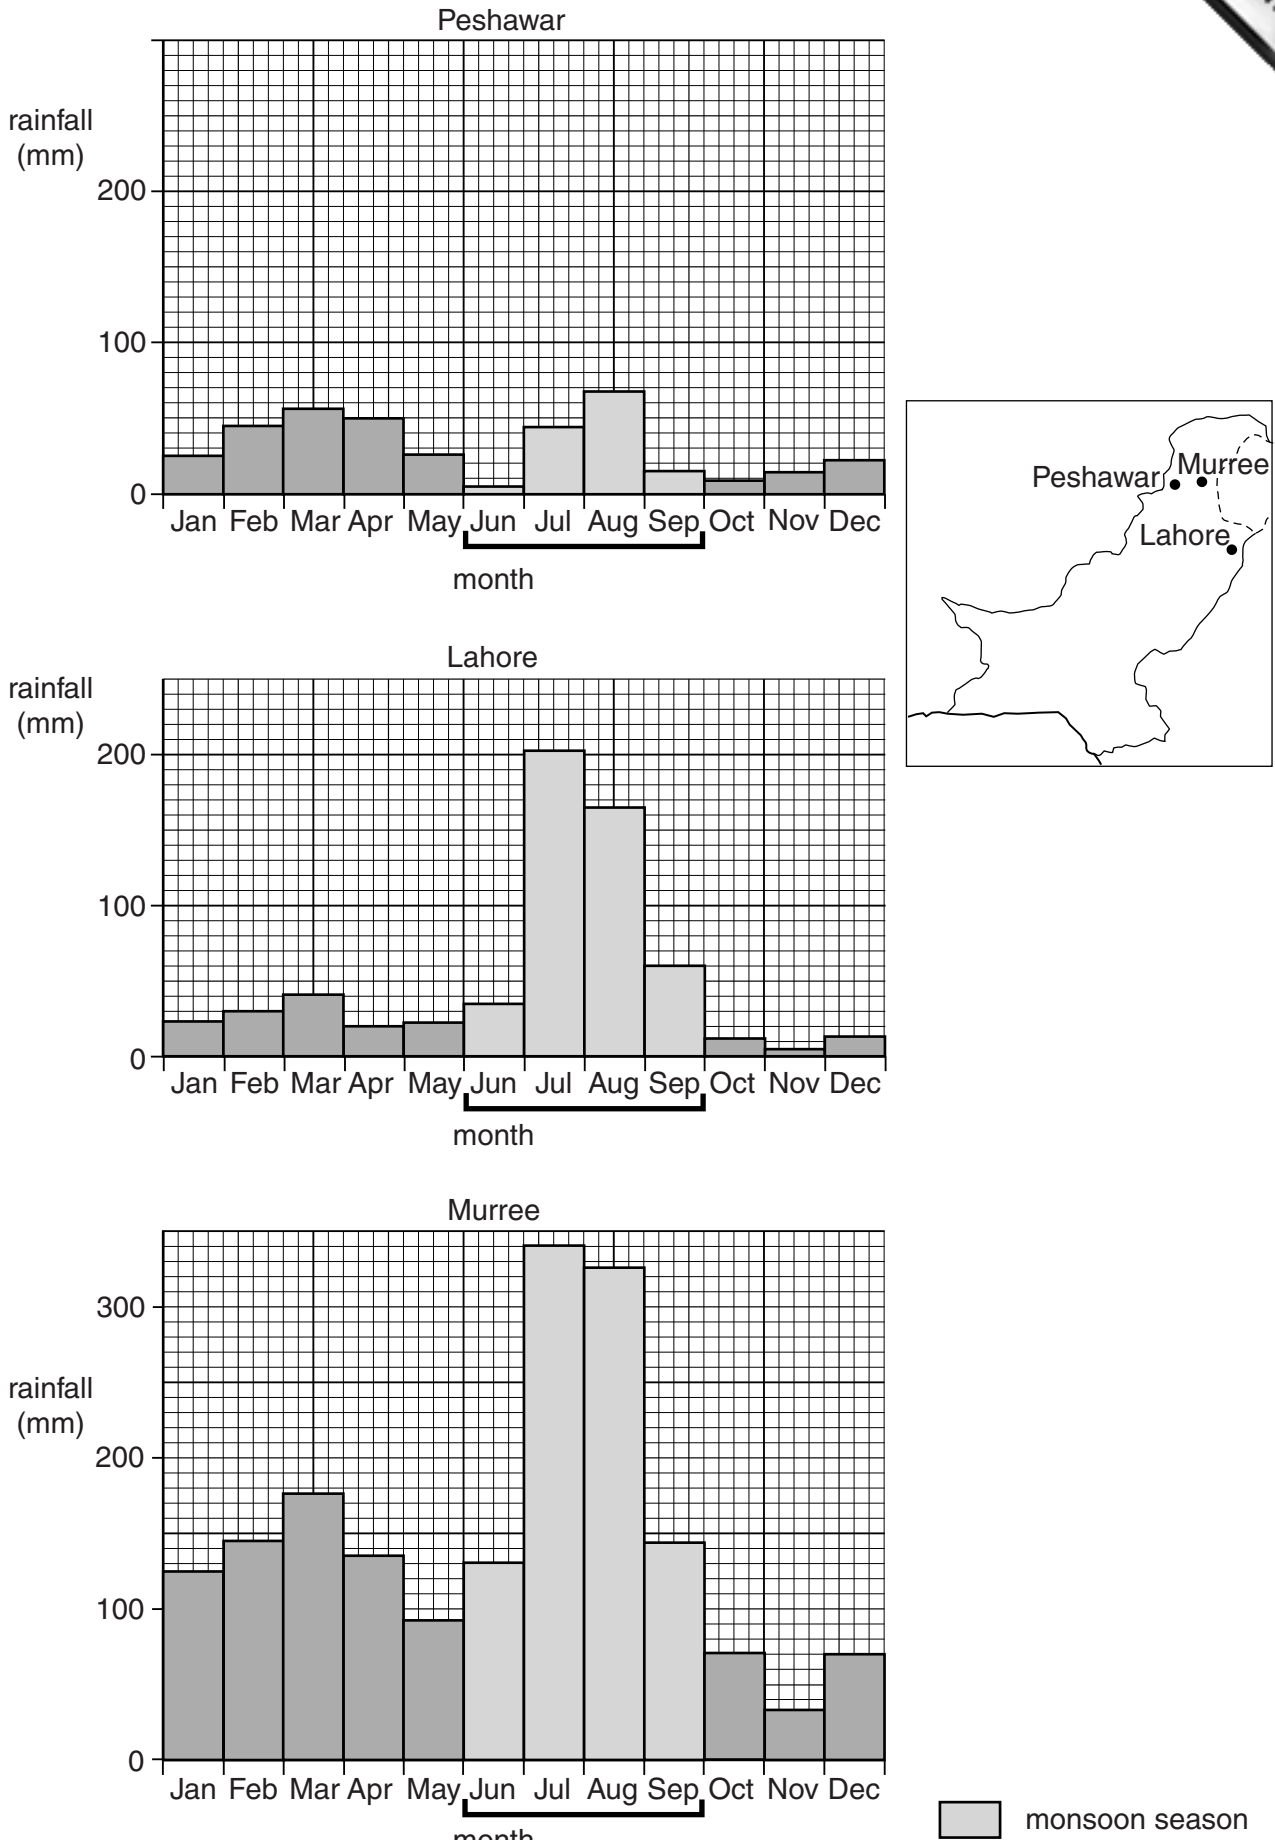 Peshawar
rainfall
(mm)
200
100
0
Jan Feb Mar Apr May Jun Jul Aug Sep Oct Nov Dec
month
Peshawar
Murree
Lahore
Lahore
rainfall
(mm)
200
100
0
Jan Feb Mar Apr May Jun Jul Aug Sep Oct Nov Dec
month
Murree
300
rainfall
(mm)
200
100
0
Jan Feb Mar Apr May Jun Jul Aug Sep Oct Nov Dec
month
monsoon season